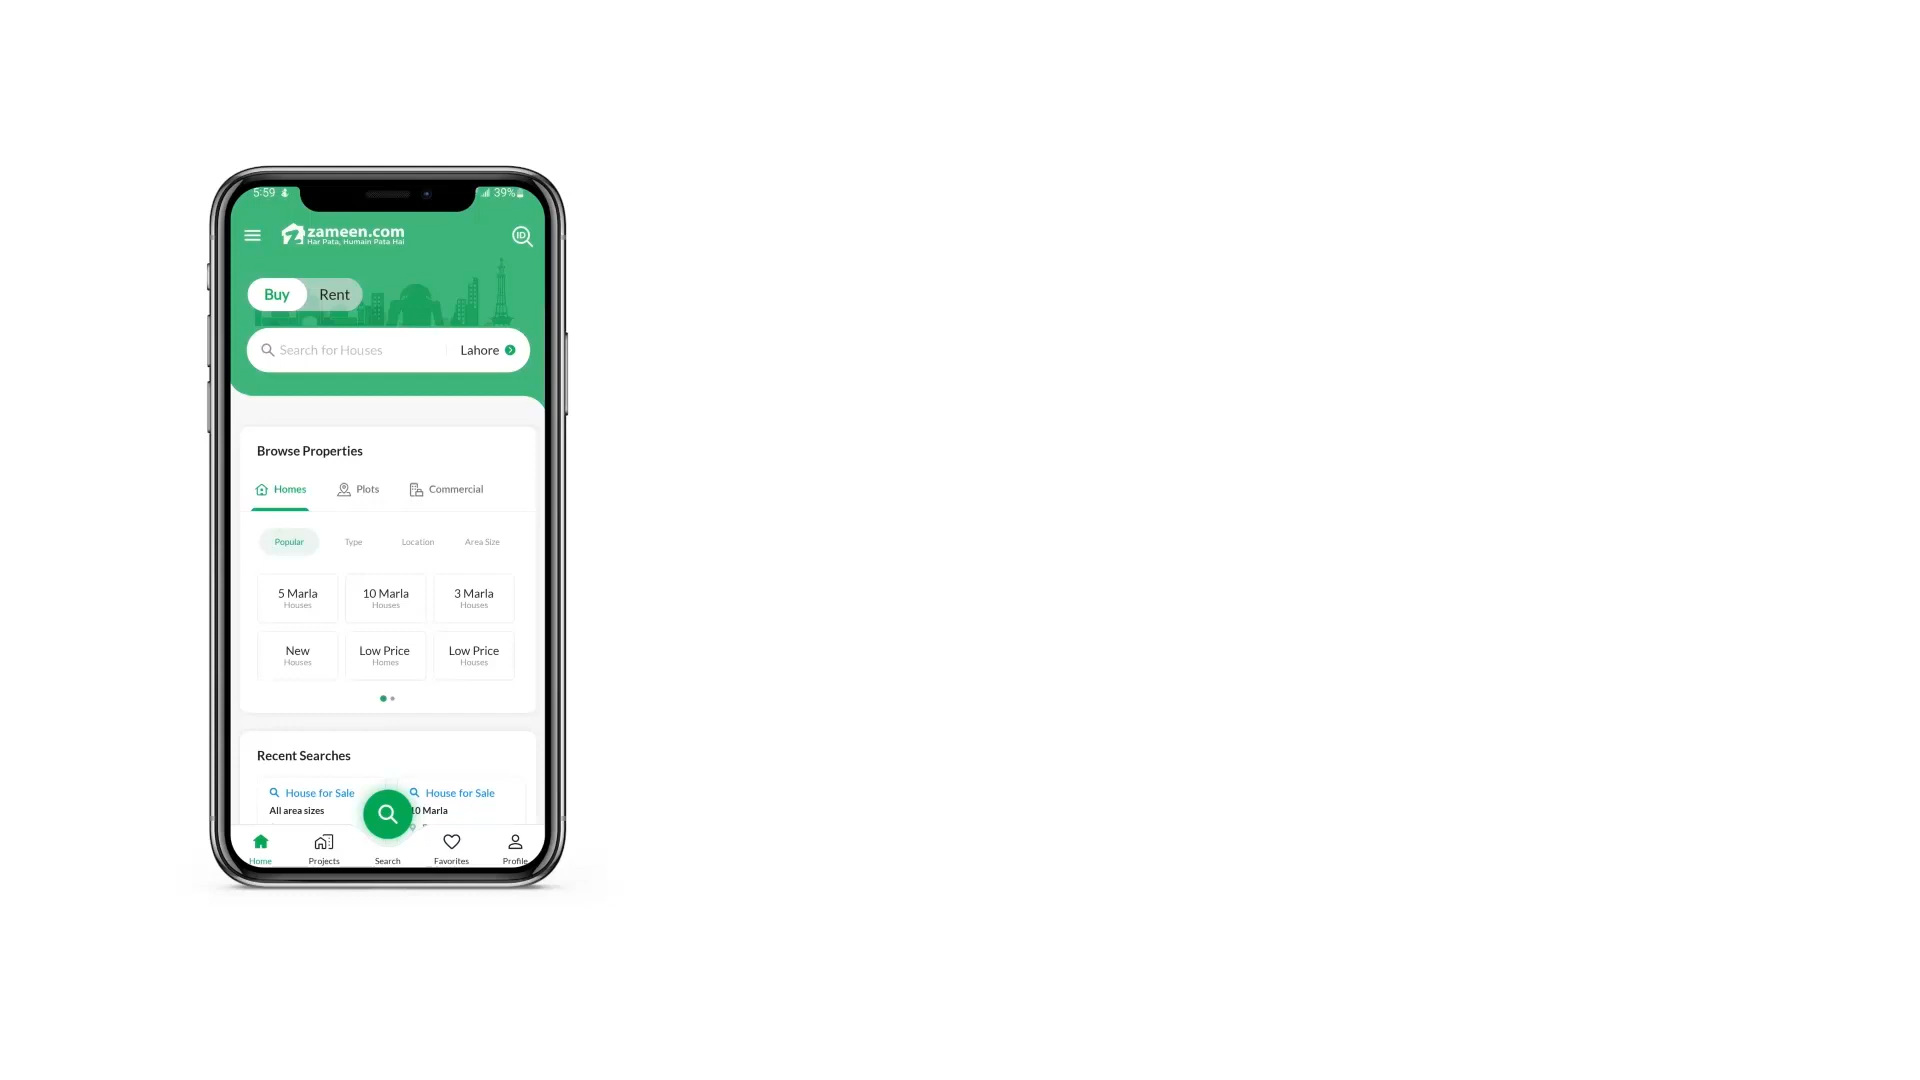 5:59
39%
zameen.com
Har Pata, Humain Pata Hai
ID
Buy Rent
Search for Houses Lahore
Browse Properties
Homes Plots Commercial
Popular Type Location Area Size
5 Marla 10 Marla 3 Marla
Houses Houses Houses
New Low Price Low Price
Houses Homes Houses
Recent Searches
House for Sale House for Sale
All area sizes 10 Marla
Home Projects Search Favorites Profile